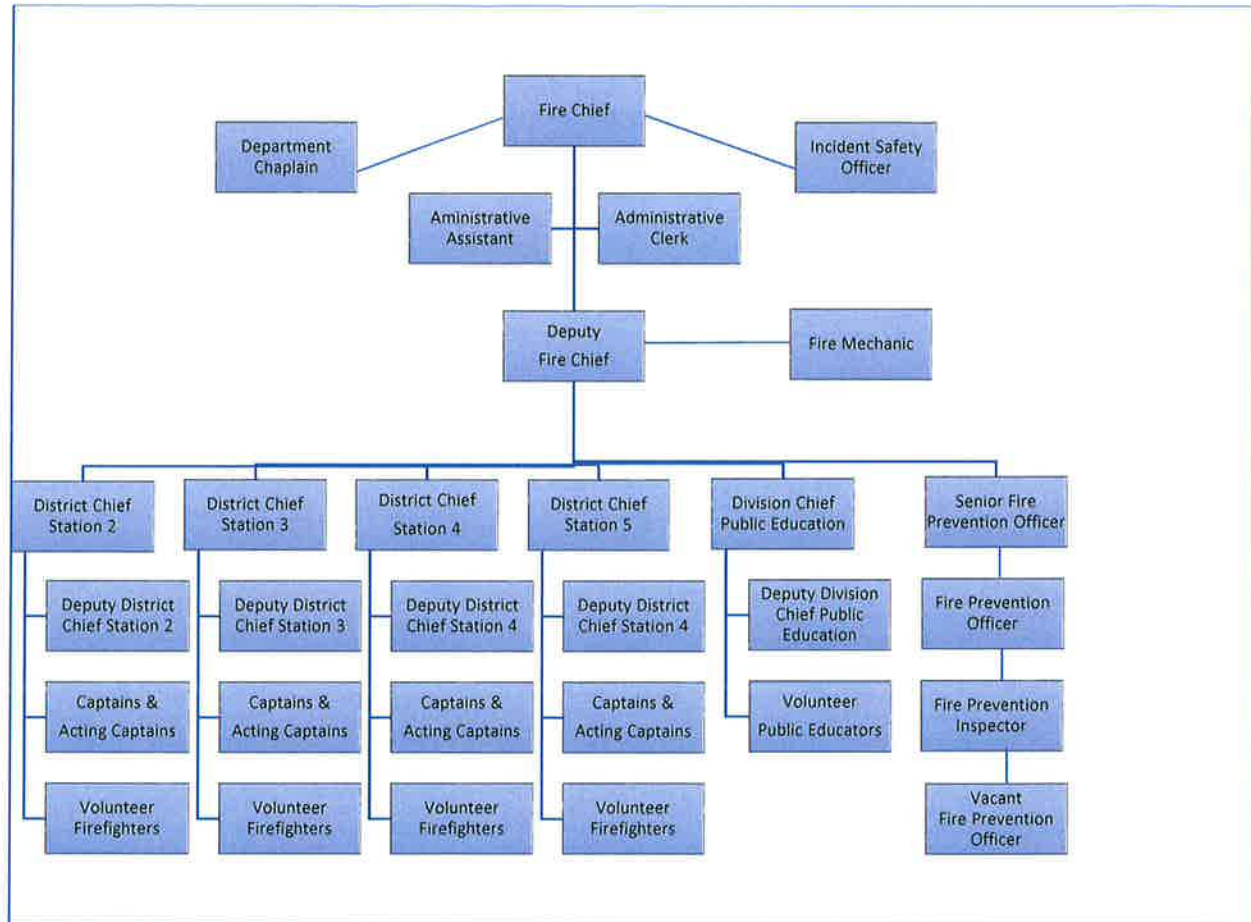 Fire Chief
Department
Chaplain
Incident Safety
Officer
Aministrative
Assistant
Administrative
Clerk
Deputy
Fire Chief
Fire Mechanic
District Chief
Station 2
District Chief
Station 3
District Chief
Station 4
District Chief
Station 5
Division Chief
Public Education
Senior Fire
Prevention Officer
Deputy District
Chief Station 2
Deputy District
Chief Station 3
Deputy District
Chief Station 4
Deputy District
Chief Station 4
Deputy Division
Chief Public
Education
Fire Prevention
Officer
Captains &
Acting Captains
Captains &
Acting Captains
Captains &
Acting Captains
Captains &
Acting Captains
Volunteer
Public Educators
Fire Prevention
Inspector
Volunteer
Firefighters
Volunteer
Firefighters
Volunteer
Firefighters
Volunteer
Firefighters
Vacant
Fire Prevention
Officer